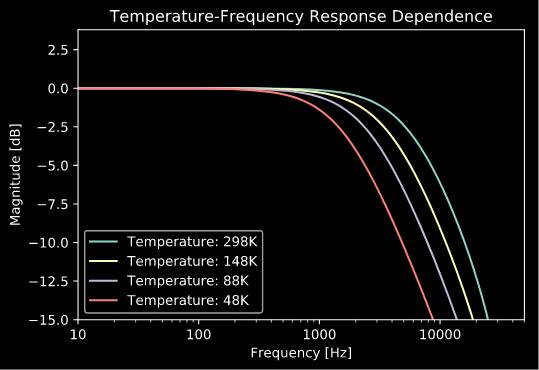 Temperature-Frequency Response Dependence
2.5
0.0
−2.5
−5.0
−7.5
−10.0
−12.5
−15.0
Magnitude [dB]
Temperature: 298K
Temperature: 148K
Temperature: 88K
Temperature: 48K
10 100 1000 10000
Frequency [Hz]